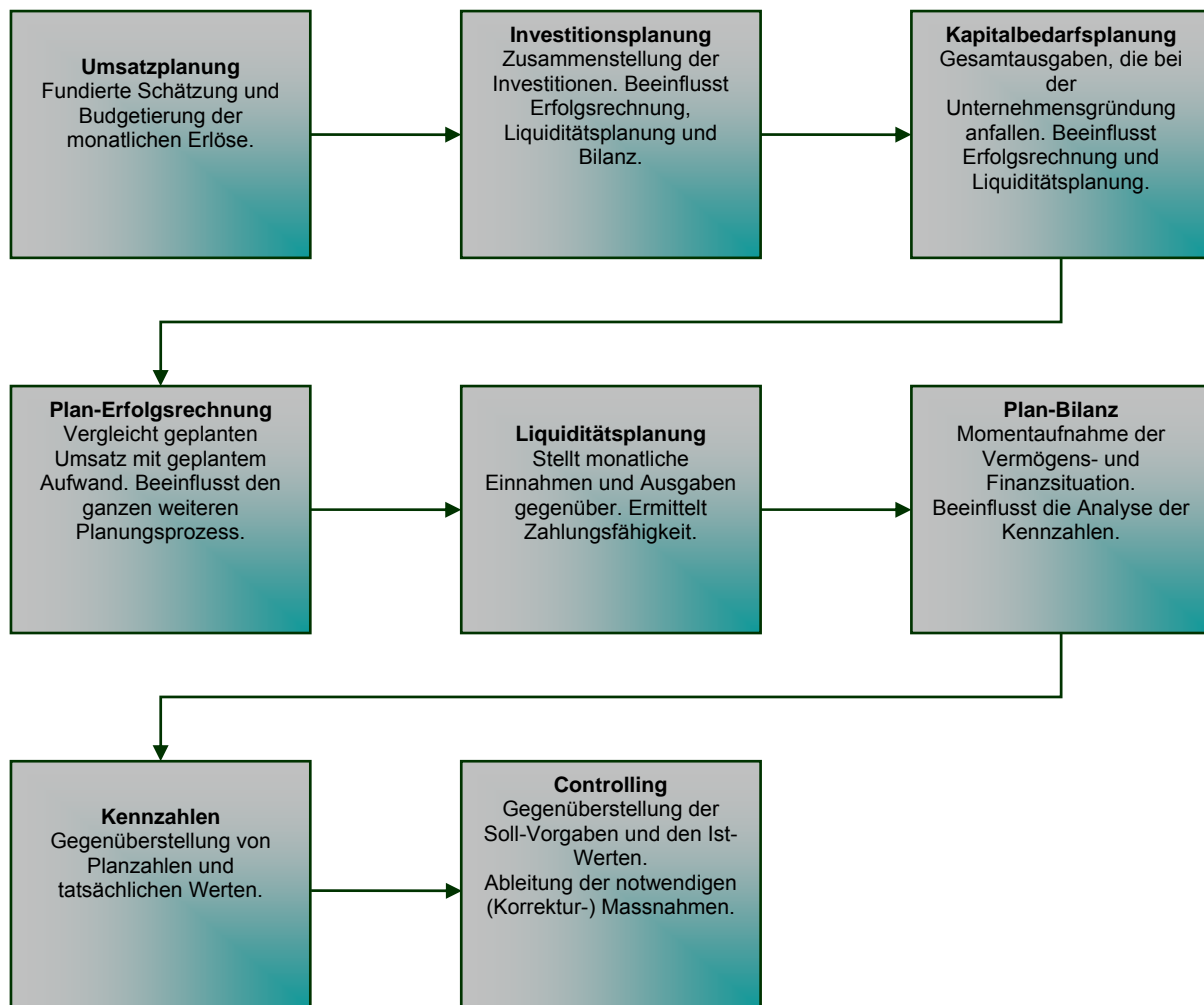 Umsatzplanung
Fundierte Schätzung und
Budgetierung der
monatlichen Erlöse.
Investitionsplanung
Zusammenstellung der
Investitionen. Beeinflusst
Erfolgsrechnung,
Liquiditätsplanung und
Bilanz.
Kapitalbedarfsplanung
Gesamtausgaben, die bei
der
Unternehmensgründung
anfallen. Beeinflusst
Erfolgsrechnung und
Liquiditätsplanung.
Plan-Erfolgsrechnung
Vergleicht geplanten
Umsatz mit geplantem
Aufwand. Beeinflusst den
ganzen weiteren
Planungsprozess.
Liquiditätsplanung
Stellt monatliche
Einnahmen und Ausgaben
gegenüber. Ermittelt
Zahlungsfähigkeit.
Plan-Bilanz
Momentaufnahme der
Vermögens- und
Finanzsituation.
Beeinflusst die Analyse der
Kennzahlen.
Kennzahlen
Gegenüberstellung von
Planzahlen und
tatsächlichen Werten.
Controlling
Gegenüberstellung der
Soll-Vorgaben und den Ist-
Werten.
Ableitung der notwendigen
(Korrektur-) Massnahmen.